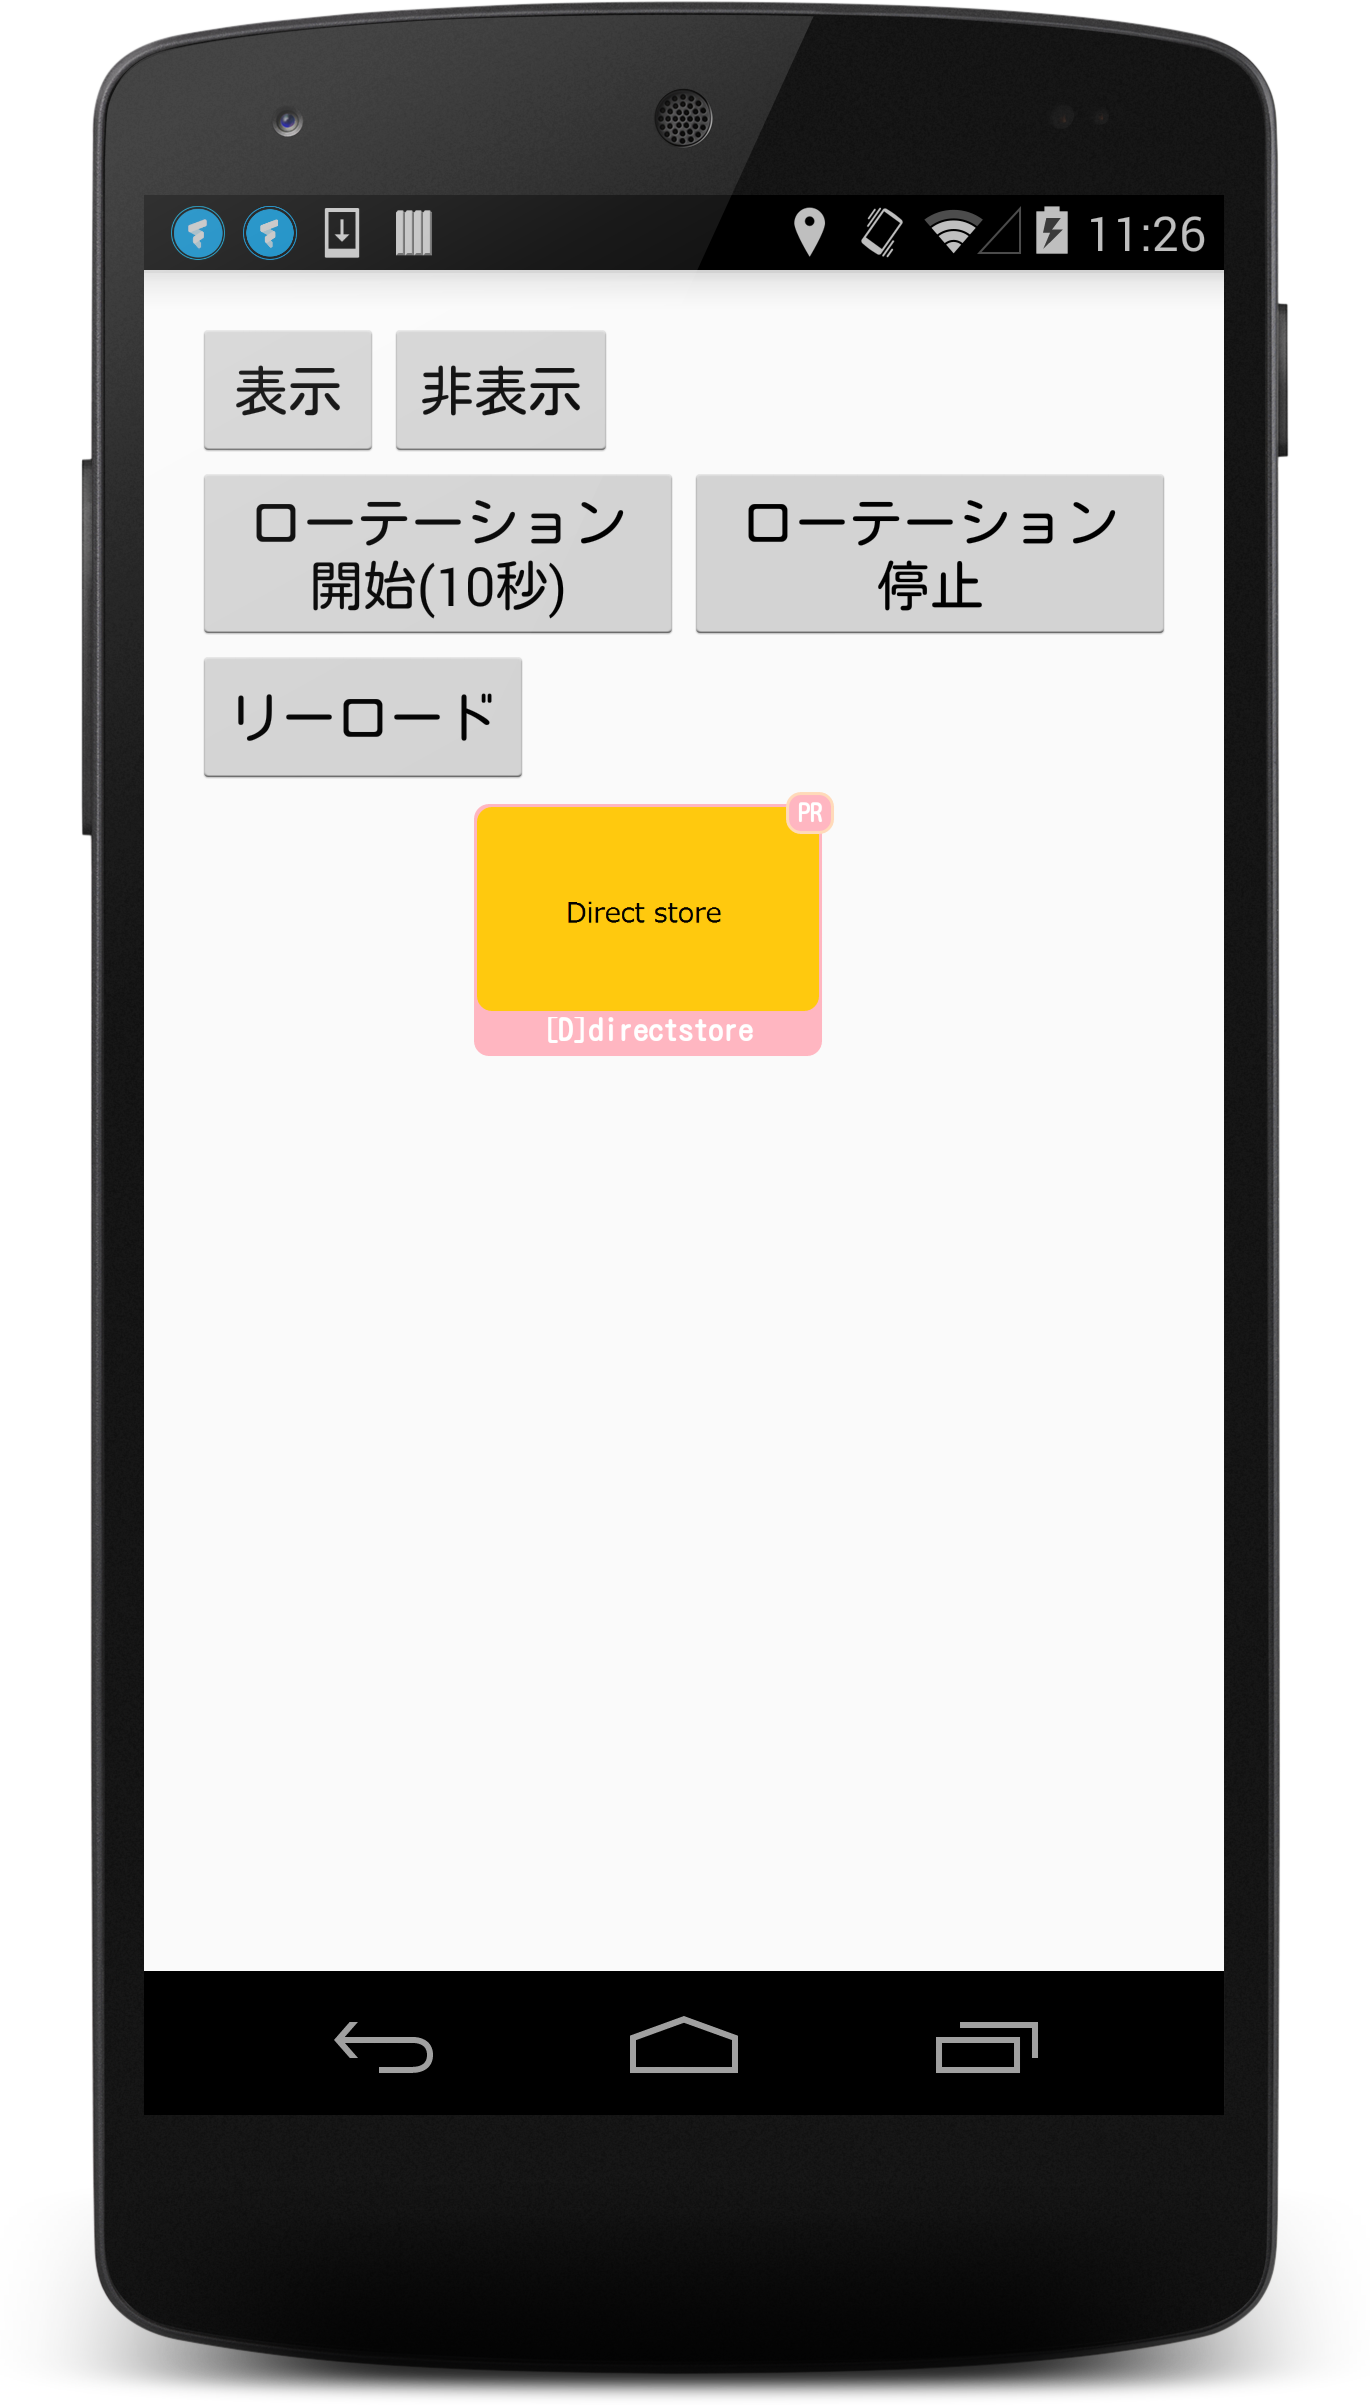 11:26
表示 非表示
ローテーション ローテーション
開始(10秒) 停止
リーロード
PR
Direct store
[D]directstore